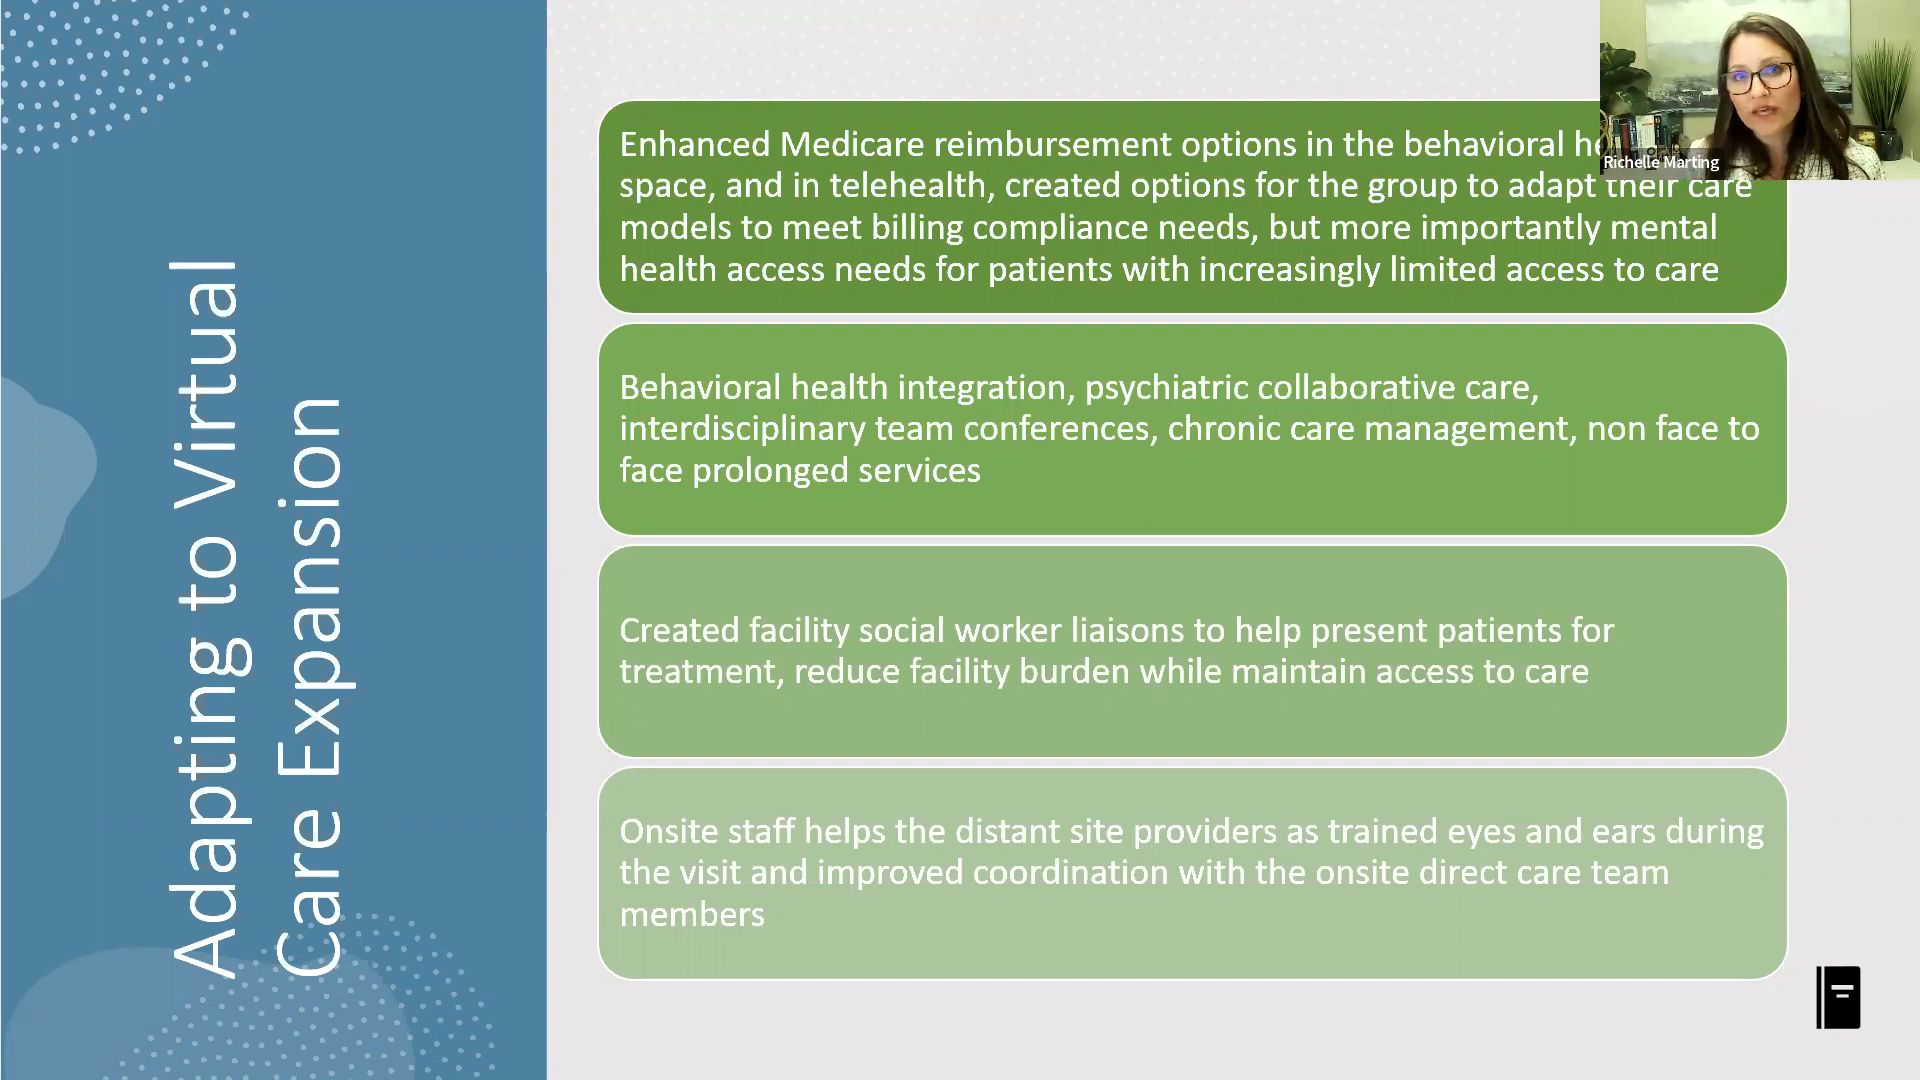 Adapting to Virtual
Care Expansion
Enhanced Medicare reimbursement options in the behavioral
space, and in telehealth, created options for the group to adapt their care
models to meet billing compliance needs, but more importantly mental
health access needs for patients with increasingly limited access to care
Behavioral health integration, psychiatric collaborative care,
interdisciplinary team conferences, chronic care management, non face to
face prolonged services
Created facility social worker liaisons to help present patients for
treatment, reduce facility burden while maintain access to care
Onsite staff helps the distant site providers as trained eyes and ears during
the visit and improved coordination with the onsite direct care team
members
Richelle Marting